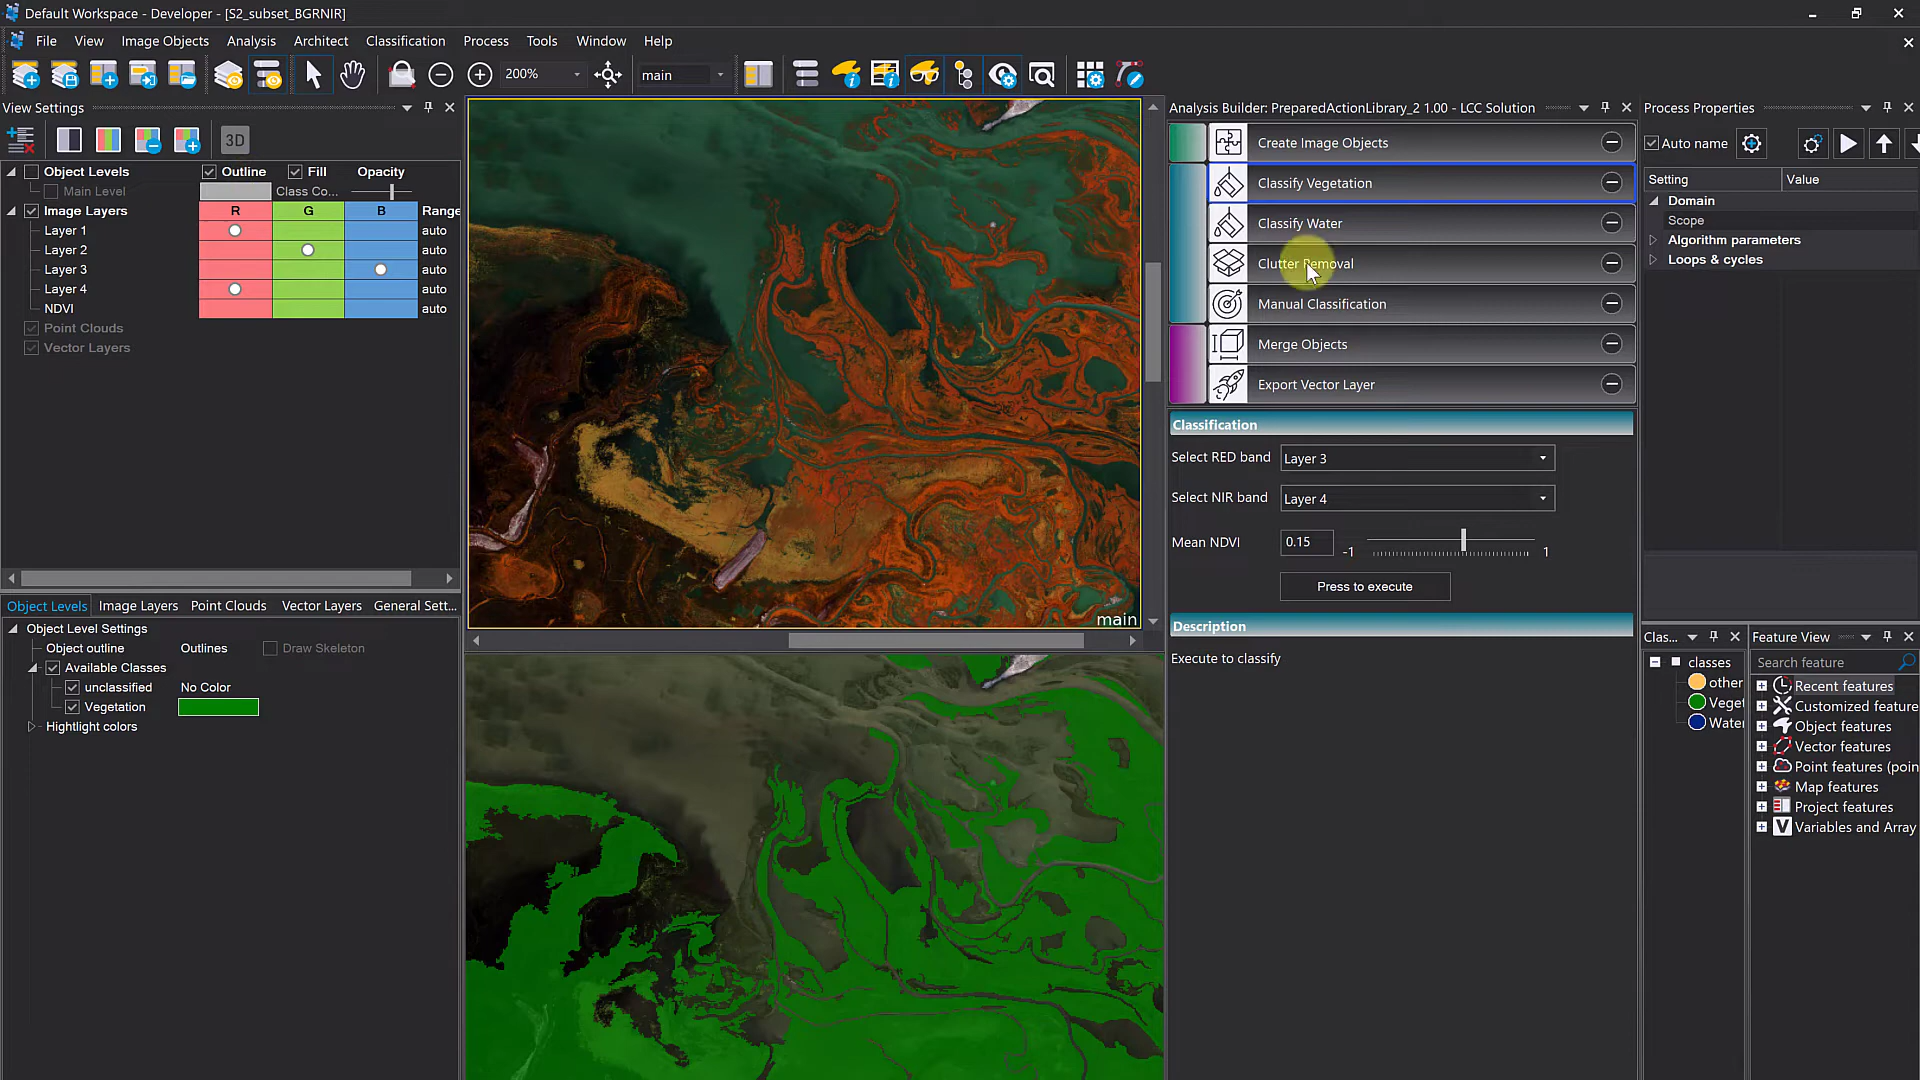 Default Workspace - Developer - [S2_subset_BGRNIR]
File View Image Objects Analysis Architect Classification Process Tools Window Help
200% main
View Settings
3D
Object Levels Outline Fill Opacity
Main Level Class Co...
Image Layers R G B Range
Layer 1 auto
Layer 2 auto
Layer 3 auto
Layer 4 auto
NDVI auto
Point Clouds
Vector Layers
Object Levels Image Layers Point Clouds Vector Layers General Sett...
Object Level Settings
Object outline Outlines Draw Skeleton
Available Classes
unclassified No Color
Vegetation
Highlight colors
main
Analysis Builder: PreparedActionLibrary_2 1.00 - LCC Solution
Create Image Objects
Classify Vegetation
Classify Water
Clutter Removal
Manual Classification
Merge Objects
Export Vector Layer
Classification
Select RED band Layer 3
Select NIR band Layer 4
Mean NDVI 0.15 -1 1
Press to execute
Description
Execute to classify
Process Properties
Auto name
Setting Value
Domain
Scope
Algorithm parameters
Loops & cycles
Clas...
classes
other
Veget
Water
Feature View
Search feature
Recent features
Customized feature
Object features
Vector features
Point features (poin
Map features
Project features
Variables and Array